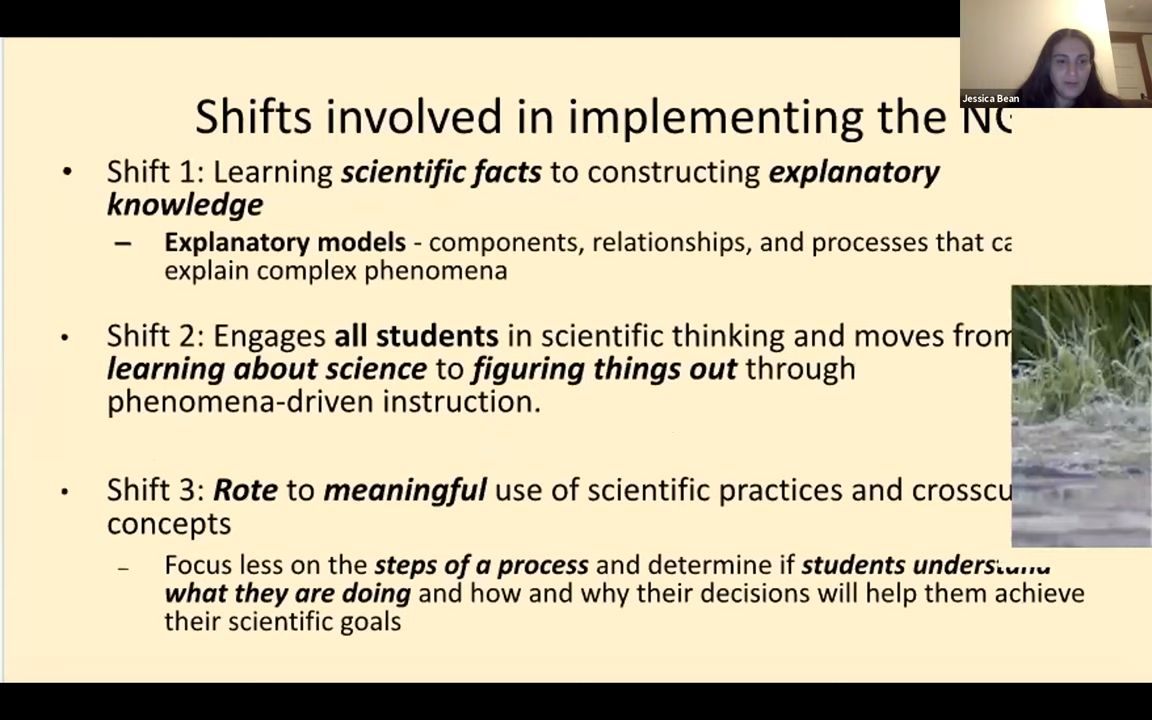 Jessica Bean
Shifts involved in implementing the
• Shift 1: Learning scientific facts to constructing explanatory
knowledge
– Explanatory models - components, relationships, and processes that
explain complex phenomena
• Shift 2: Engages all students in scientific thinking and moves from
learning about science to figuring things out through
phenomena-driven instruction.
• Shift 3: Rote to meaningful use of scientific practices and
concepts
– Focus less on the steps of a process and determine if students understand
what they are doing and how and why their decisions will help them achieve
their scientific goals